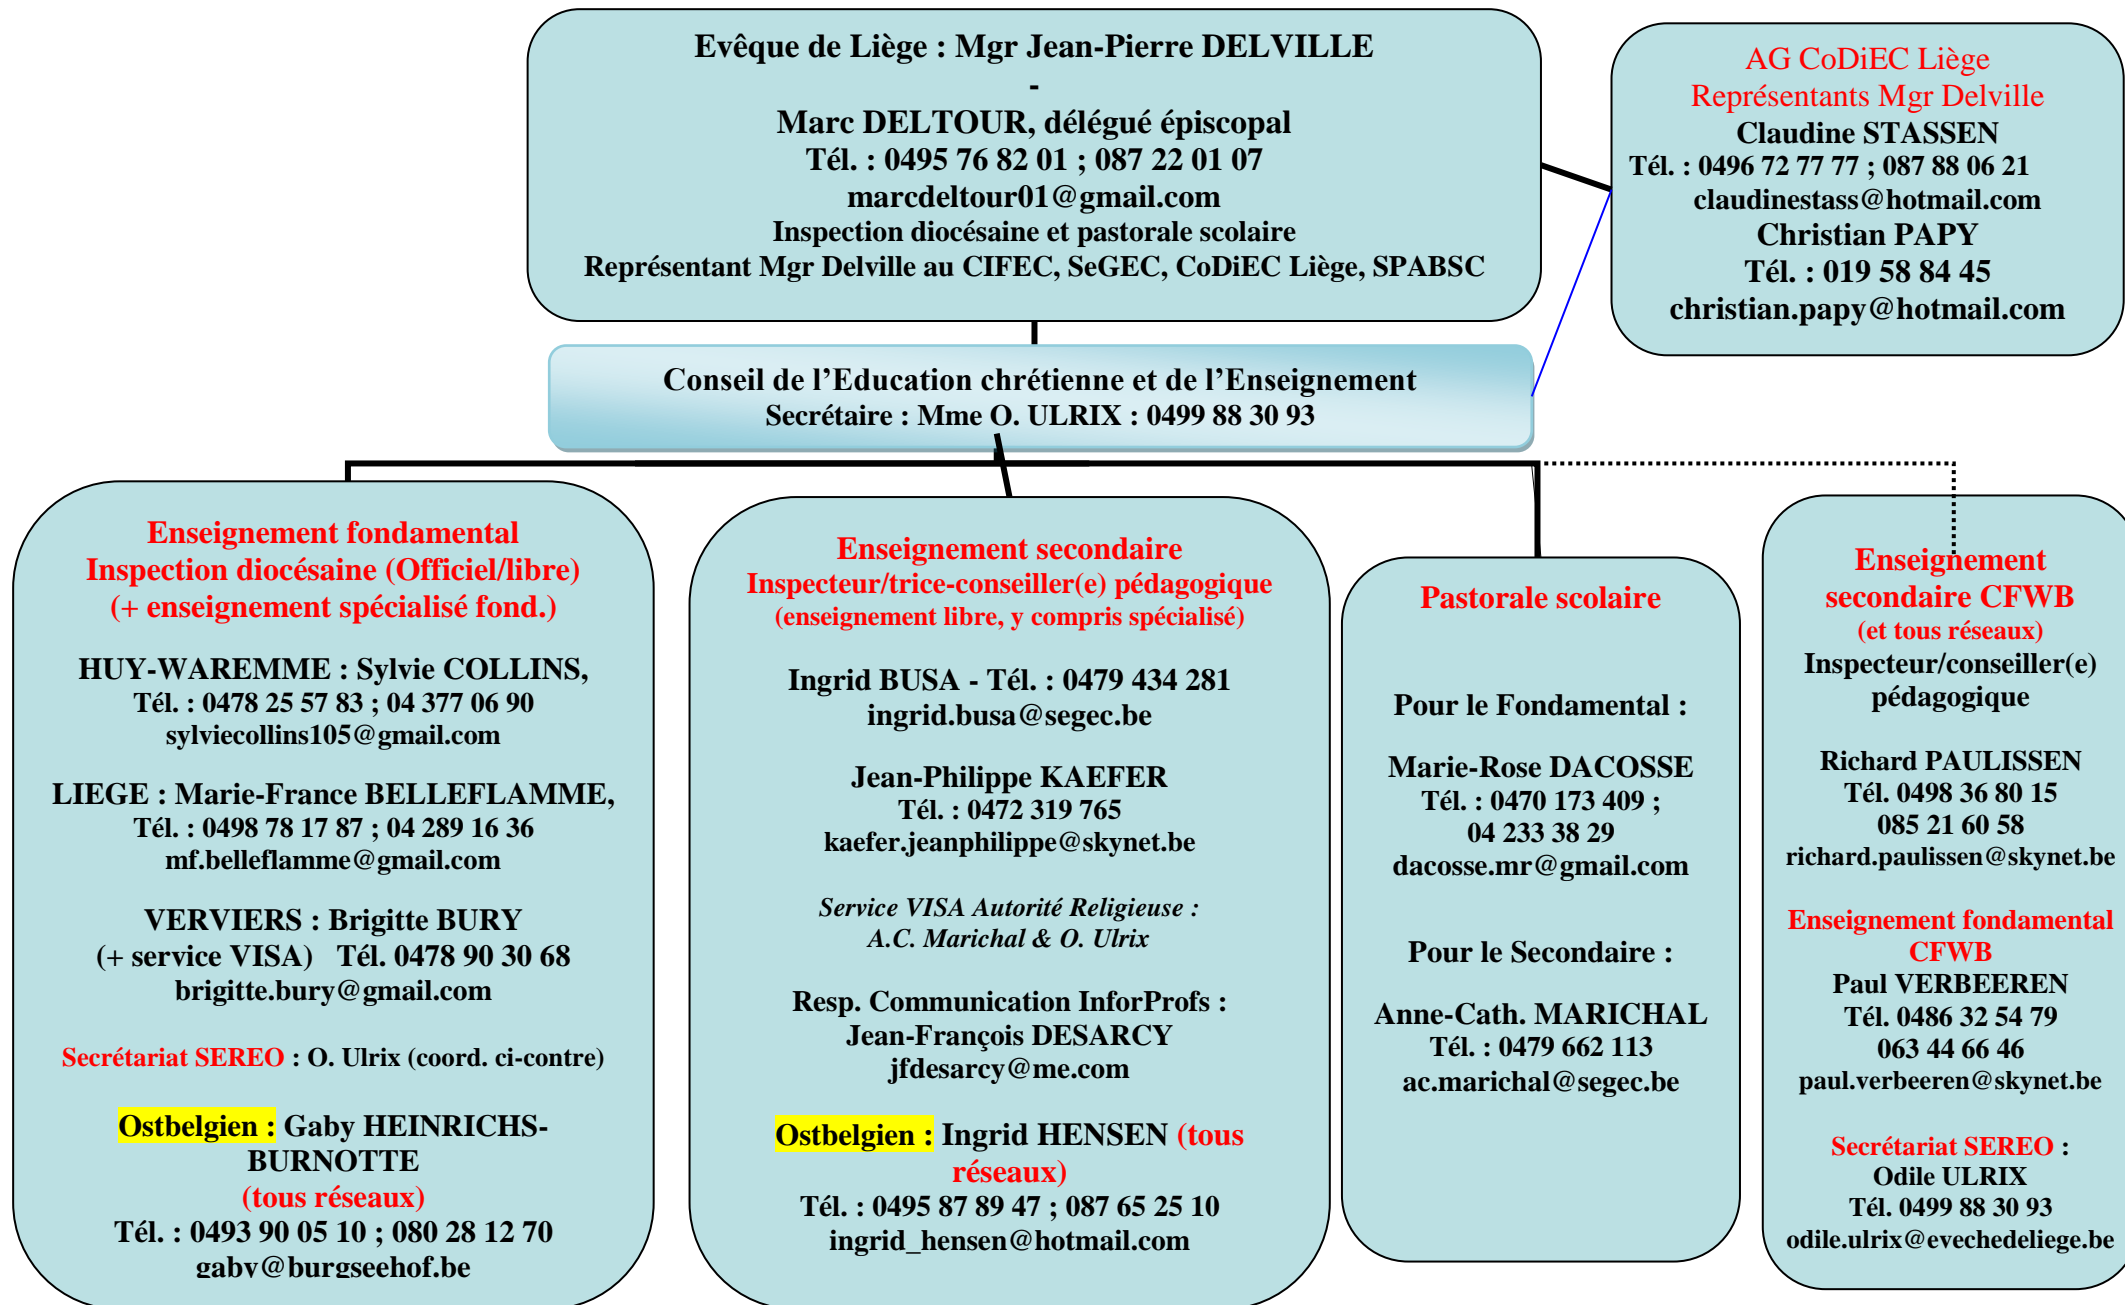 Evêque de Liège : Mgr Jean-Pierre DELVILLE
-
Marc DELTOUR, délégué épiscopal
Tél. : 0495 76 82 01 ; 087 22 01 07
marcdeltour01@gmail.com
Inspection diocésaine et pastorale scolaire
Représentant Mgr Delville au CIFEC, SeGEC, CoDiEC Liège, SPABSC
AG CoDiEC Liège
Représentants Mgr Delville
Claudine STASSEN
Tél. : 0496 72 77 77 ; 087 88 06 21
claudinestass@hotmail.com
Christian PAPY
Tél. : 019 58 84 45
christian.papy@hotmail.com
Conseil de l’Education chrétienne et de l’Enseignement
Secrétaire : Mme O. ULRIX : 0499 88 30 93
Enseignement fondamental
Inspection diocésaine (Officiel/libre)
(+ enseignement spécialisé fond.)
HUY-WAREMME : Sylvie COLLINS,
Tél. : 0478 25 57 83 ; 04 377 06 90
sylviecollins105@gmail.com
LIEGE : Marie-France BELLEFLAMME,
Tél. : 0498 78 17 87 ; 04 289 16 36
mf.belleflamme@gmail.com
VERVIERS : Brigitte BURY
(+ service VISA) Tél. 0478 90 30 68
brigitte.bury@gmail.com
Secrétariat SEREO : O. Ulrix (coord. ci-contre)
Ostbelgien : Gaby HEINRICHS-
BURNOTTE
(tous réseaux)
Tél. : 0493 90 05 10 ; 080 28 12 70
gaby@burgseehof.be
Enseignement secondaire
Inspecteur/trice-conseiller(e) pédagogique
(enseignement libre, y compris spécialisé)
Ingrid BUSA - Tél. : 0479 434 281
ingrid.busa@segec.be
Jean-Philippe KAEFER
Tél. : 0472 319 765
kaefer.jeanphilippe@skynet.be
Service VISA Autorité Religieuse :
A.C. Marichal & O. Ulrix
Resp. Communication InforProfs :
Jean-François DESARCY
jfdesarcy@me.com
Ostbelgien : Ingrid HENSEN (tous
réseaux)
Tél. : 0495 87 89 47 ; 087 65 25 10
ingrid_hensen@hotmail.com
Pastorale scolaire
Pour le Fondamental :
Marie-Rose DACOSSE
Tél. : 0470 173 409 ;
04 233 38 29
dacosse.mr@gmail.com
Pour le Secondaire :
Anne-Cath. MARICHAL
Tél. : 0479 662 113
ac.marichal@segec.be
Enseignement
secondaire CFWB
(et tous réseaux)
Inspecteur/conseiller(e)
pédagogique
Richard PAULISSEN
Tél. 0498 36 80 15
085 21 60 58
richard.paulissen@skynet.be
Enseignement fondamental
CFWB
Paul VERBEEREN
Tél. 0486 32 54 79
063 44 66 46
paul.verbeeren@skynet.be
Secrétariat SEREO :
Odile ULRIX
Tél. 0499 88 30 93
odile.ulrix@evechedeliege.be